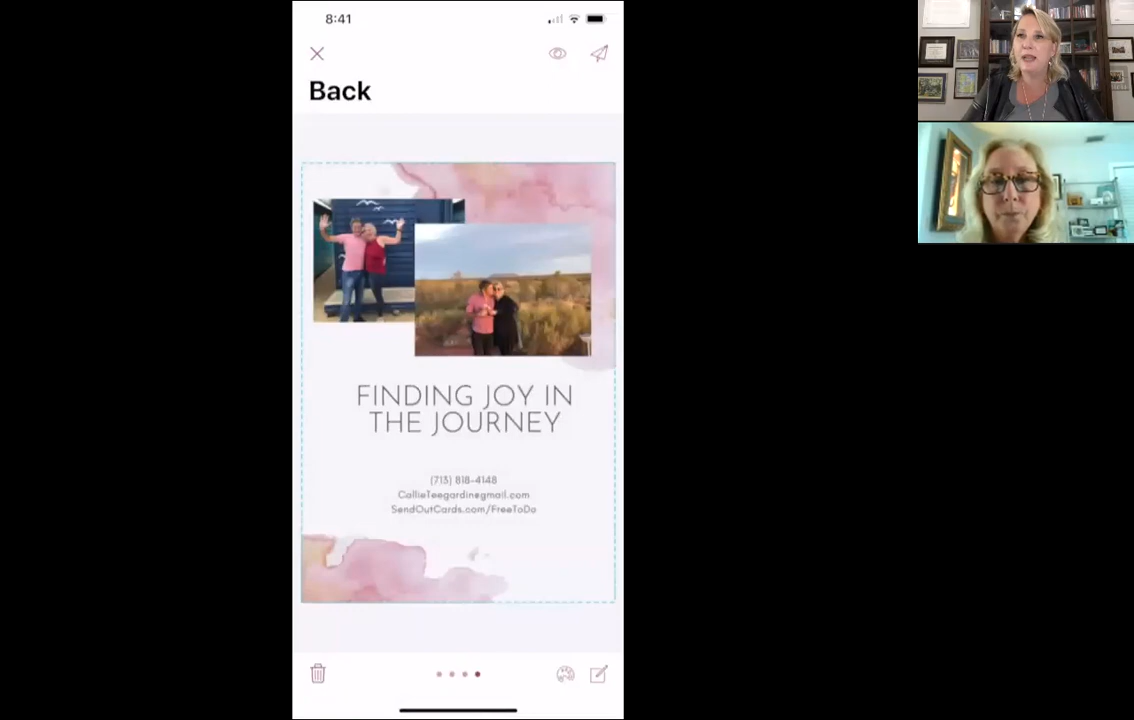 8:41
Back
FINDING JOY IN
THE JOURNEY
(713) 818-4148
CallieTeegardin@gmail.com
SendOutCards.com/FreeToDo